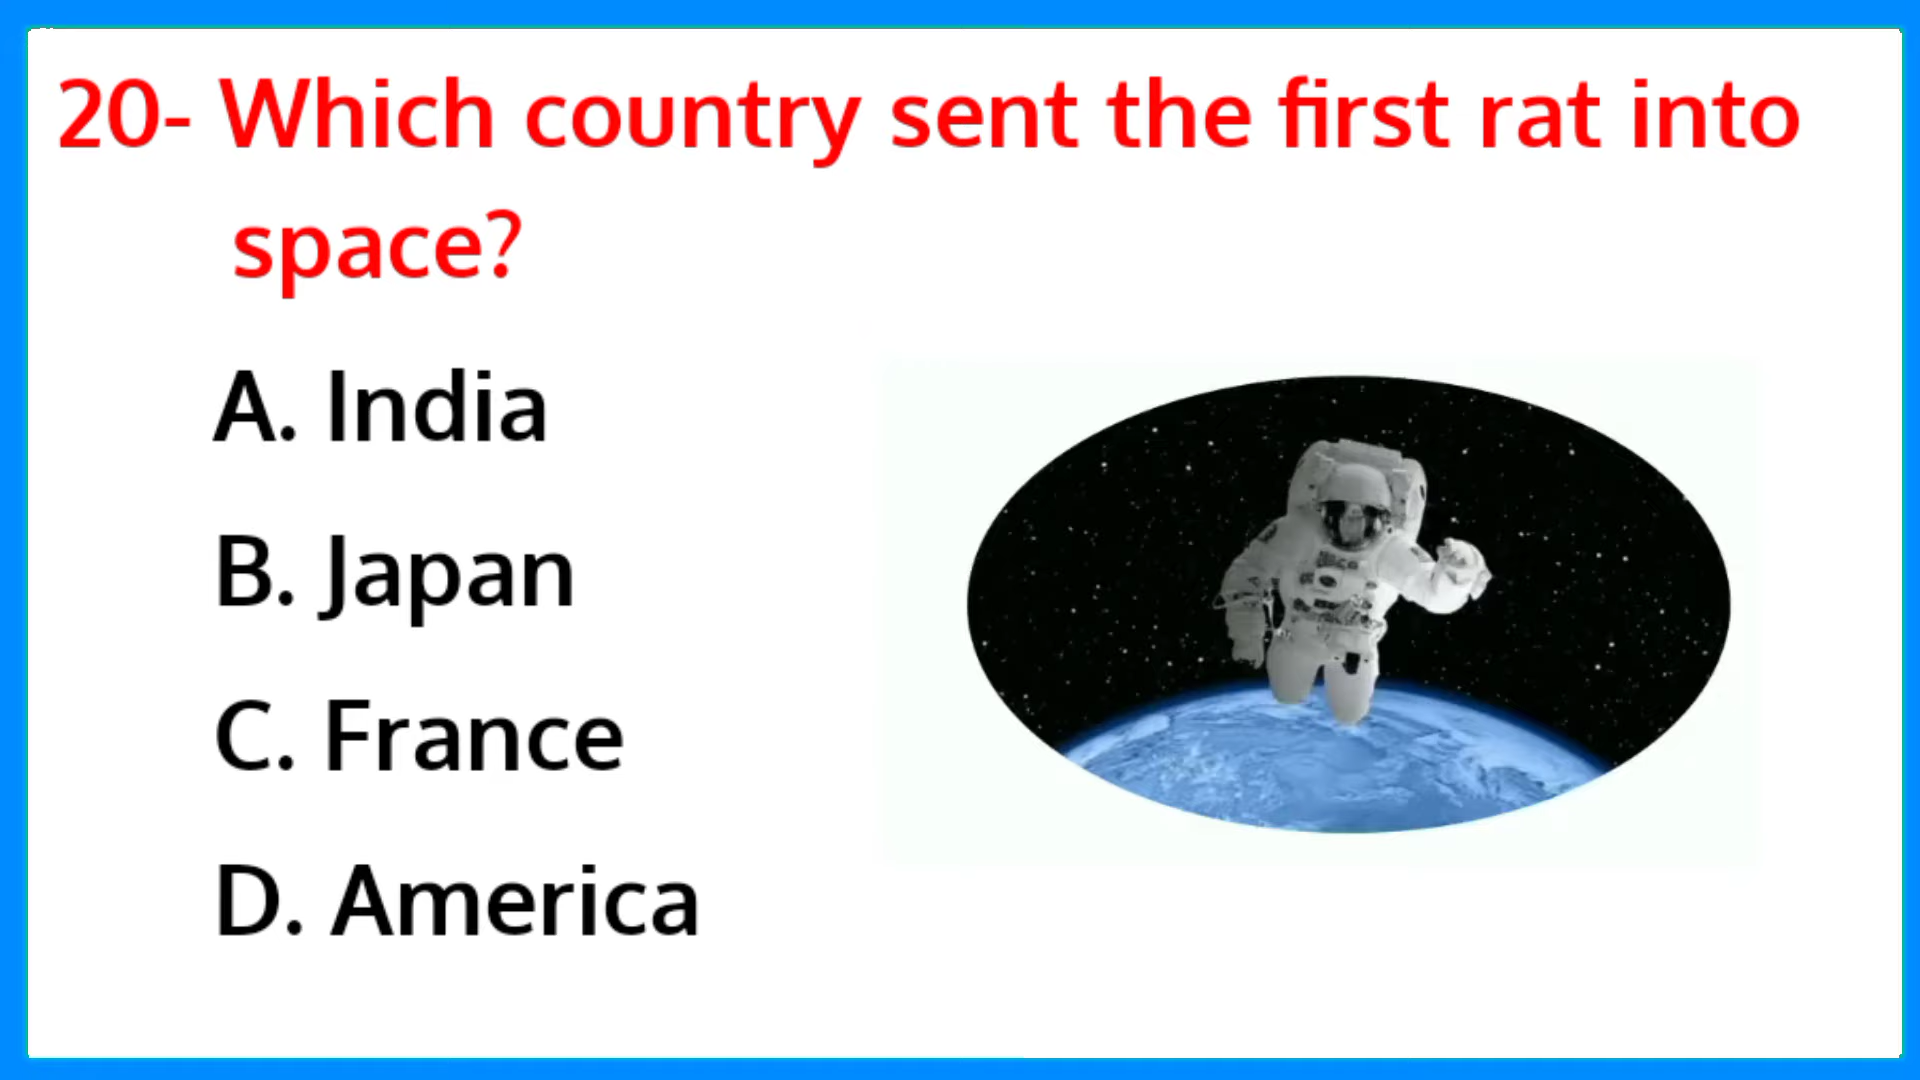 20- Which country sent the first rat into
space?
A. India
B. Japan
C. France
D. America